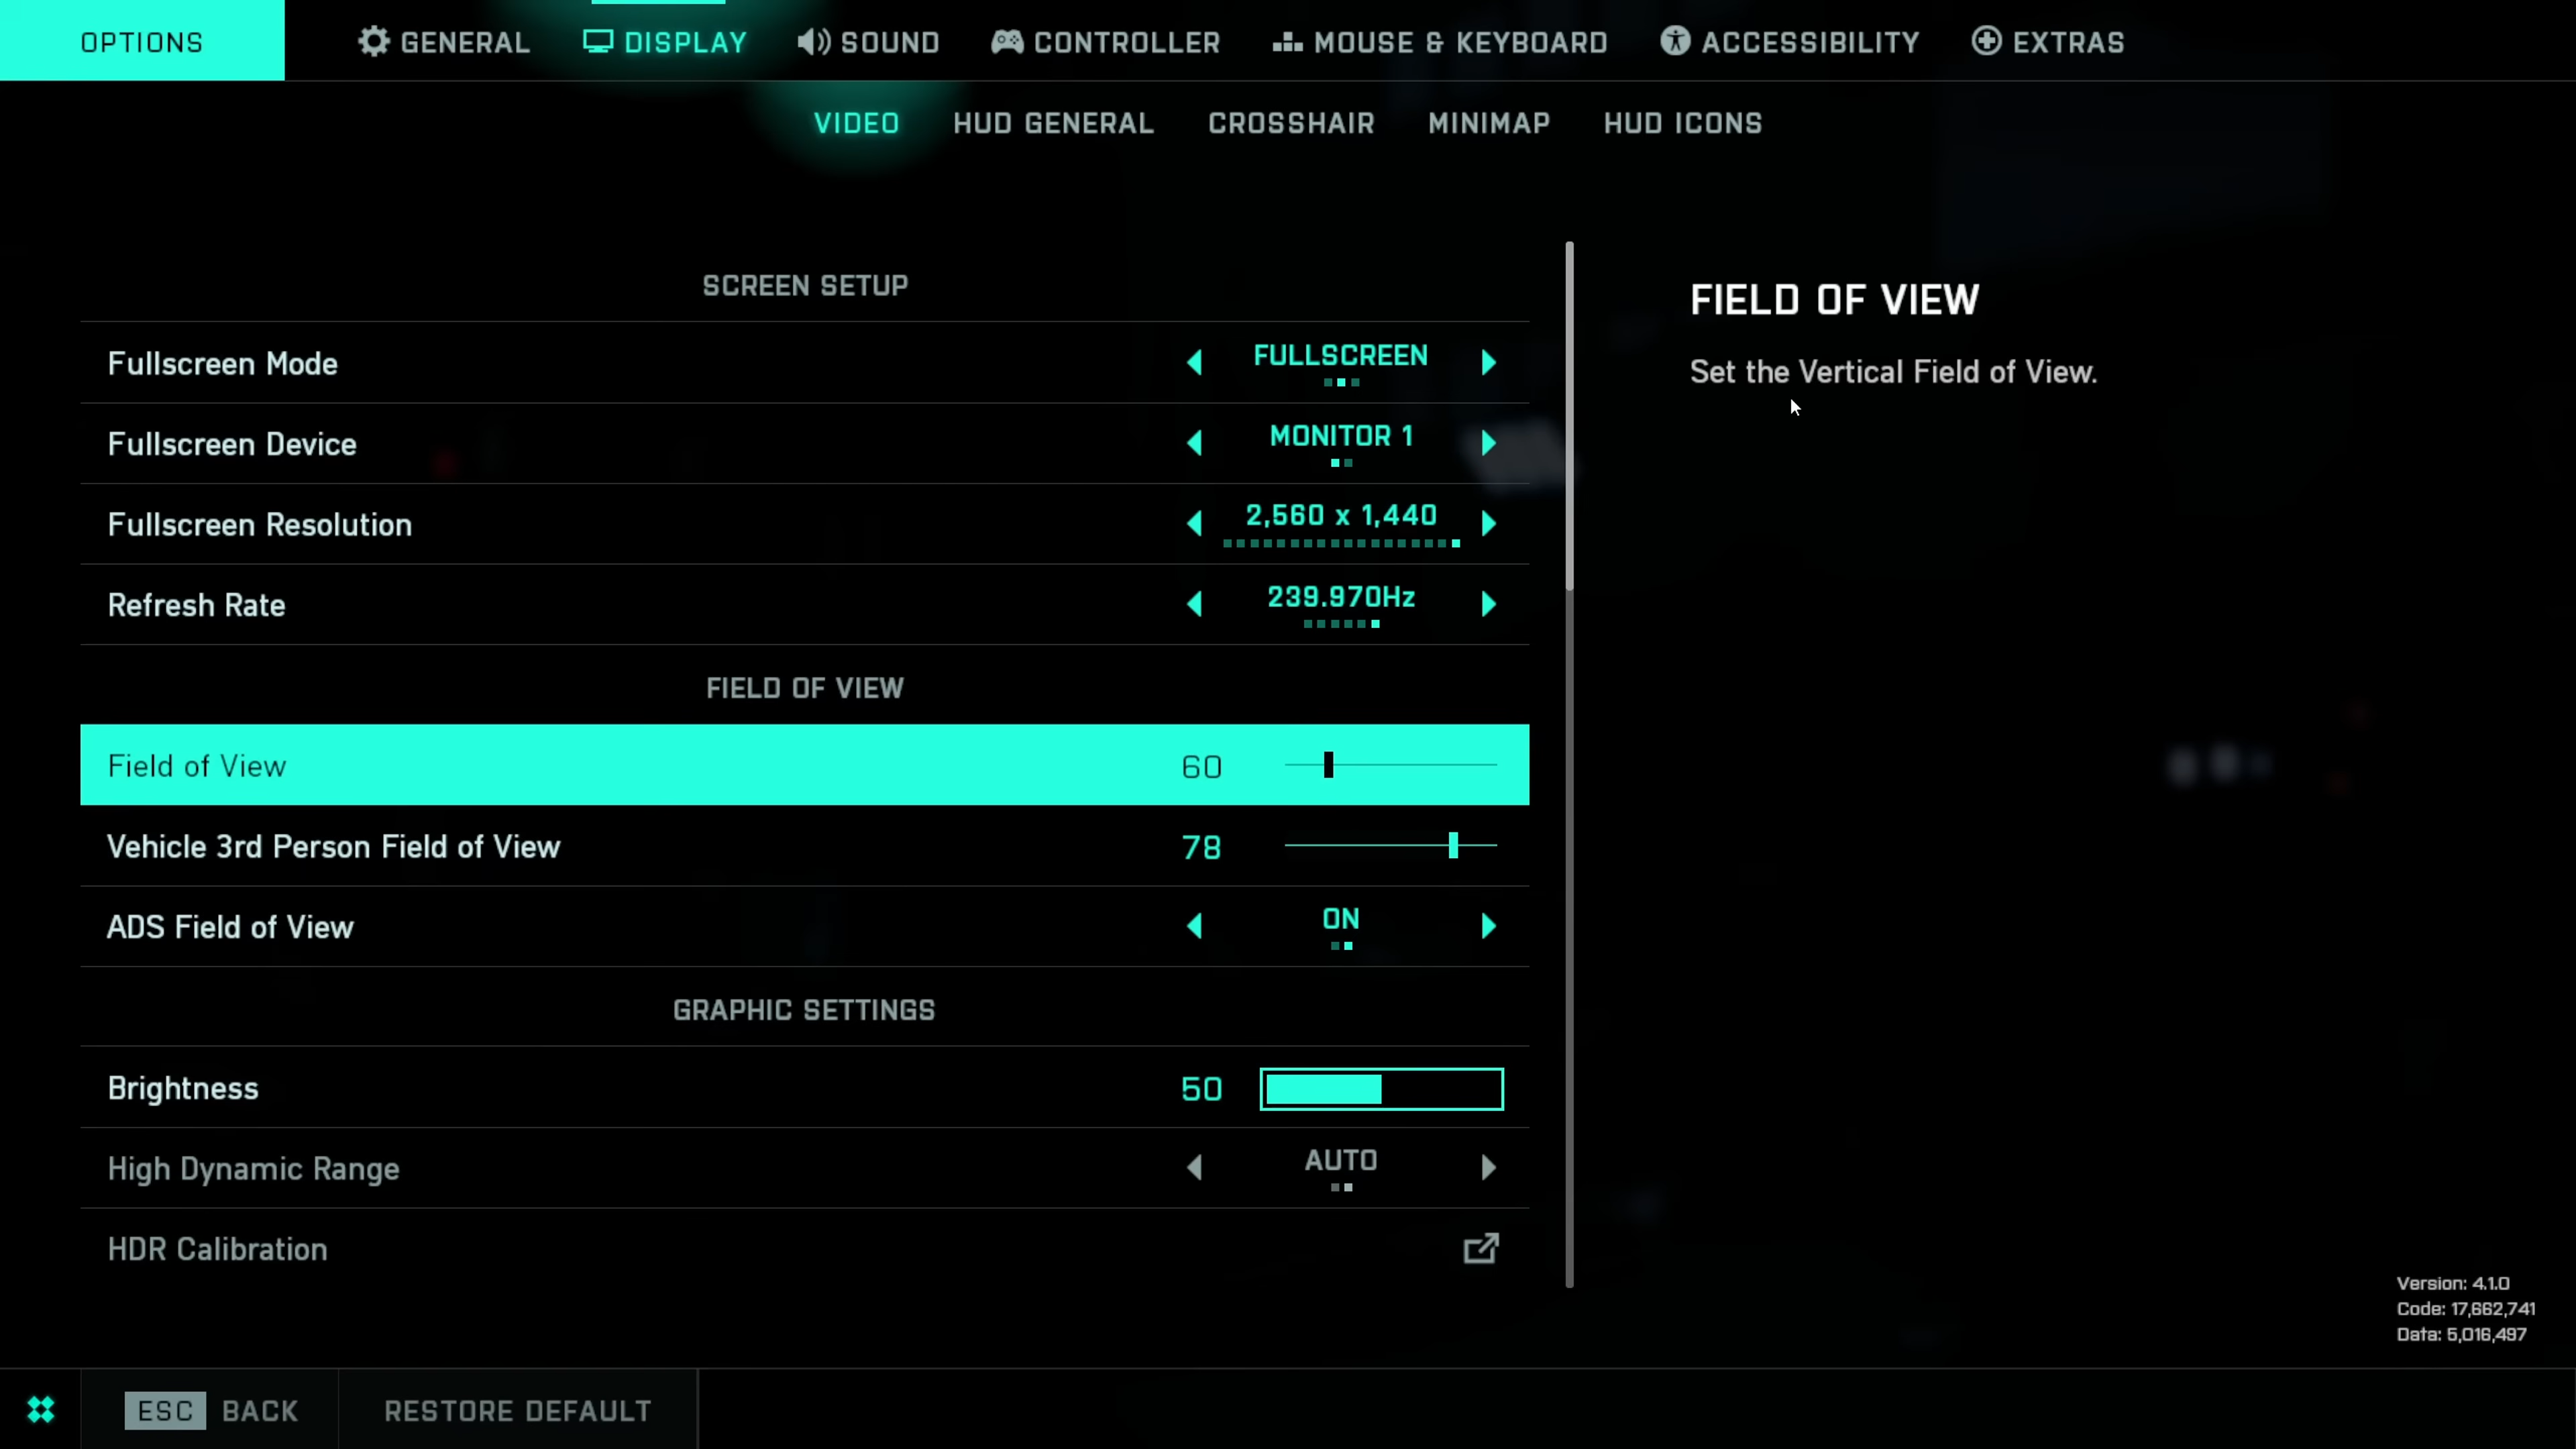 OPTIONS GENERAL DISPLAY SOUND CONTROLLER MOUSE & KEYBOARD ACCESSIBILITY EXTRAS
VIDEO HUD GENERAL CROSSHAIR MINIMAP HUD ICONS
SCREEN SETUP
Fullscreen Mode FULLSCREEN
Fullscreen Device MONITOR 1
Fullscreen Resolution 2,560 x 1,440
Refresh Rate 239.970Hz
FIELD OF VIEW
Field of View 60
Vehicle 3rd Person Field of View 78
ADS Field of View ON
GRAPHIC SETTINGS
Brightness 50
High Dynamic Range AUTO
HDR Calibration
FIELD OF VIEW
Set the Vertical Field of View.
Version: 4.1.0
Code: 17,662,741
Data: 5,016,497
ESC BACK RESTORE DEFAULT